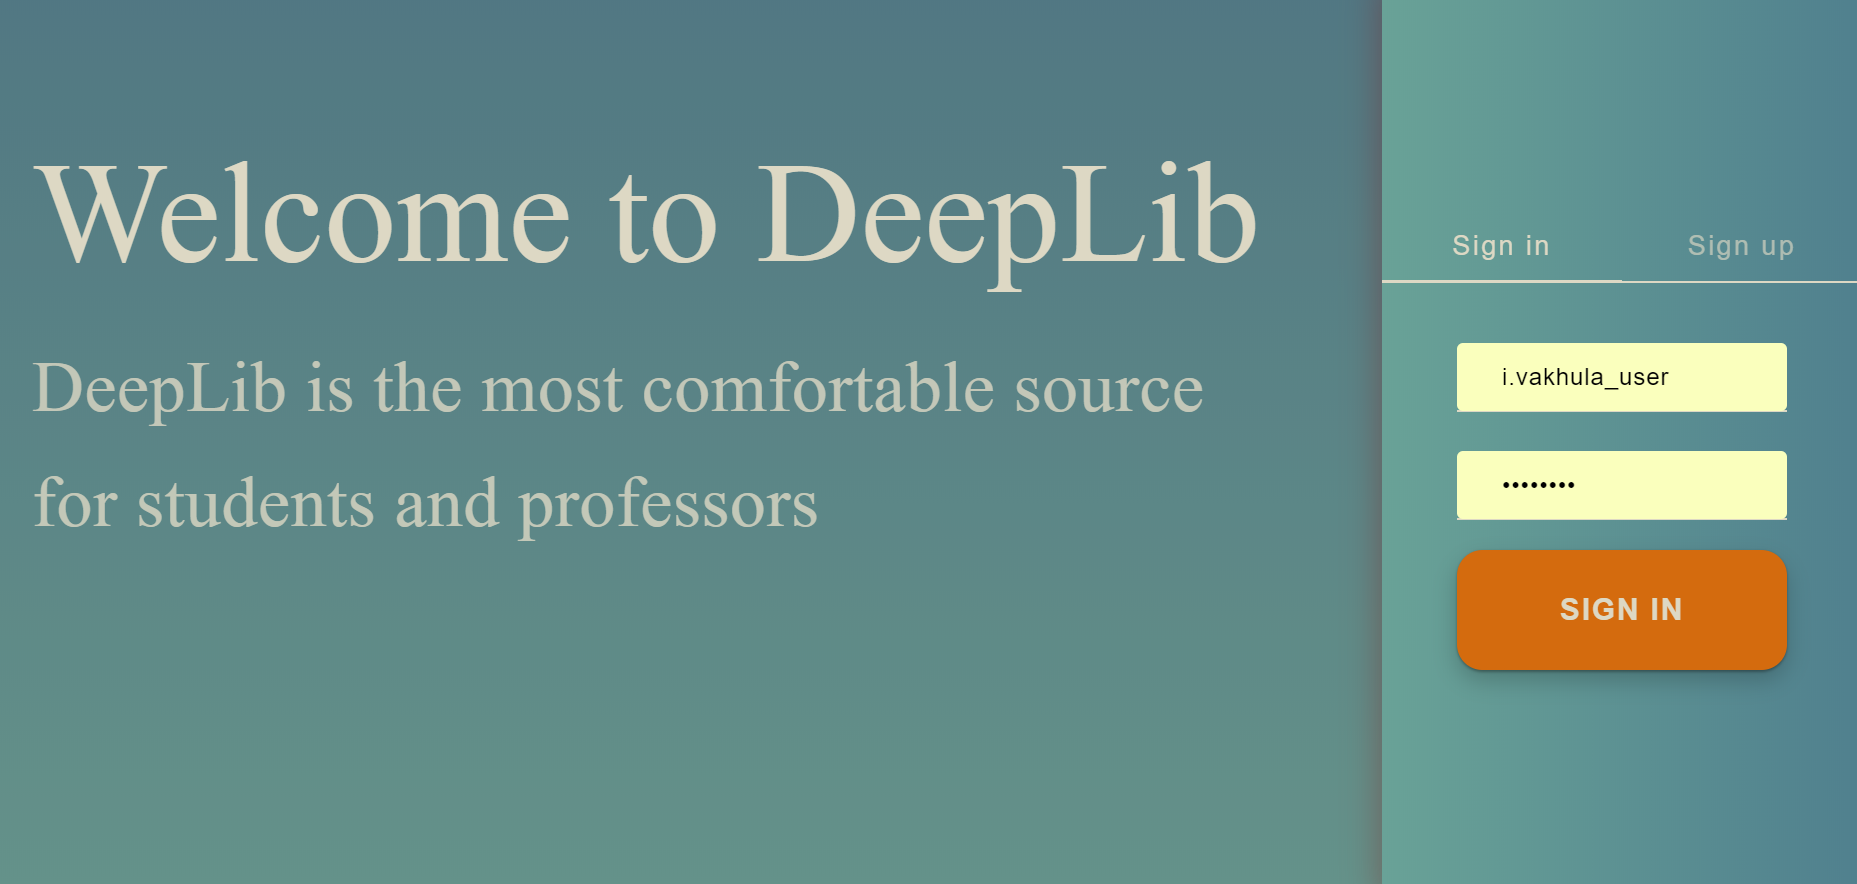 Welcome to DeepLib
DeepLib is the most comfortable source
for students and professors
Sign in
Sign up
i.vakhula_user
••••••••
SIGN IN